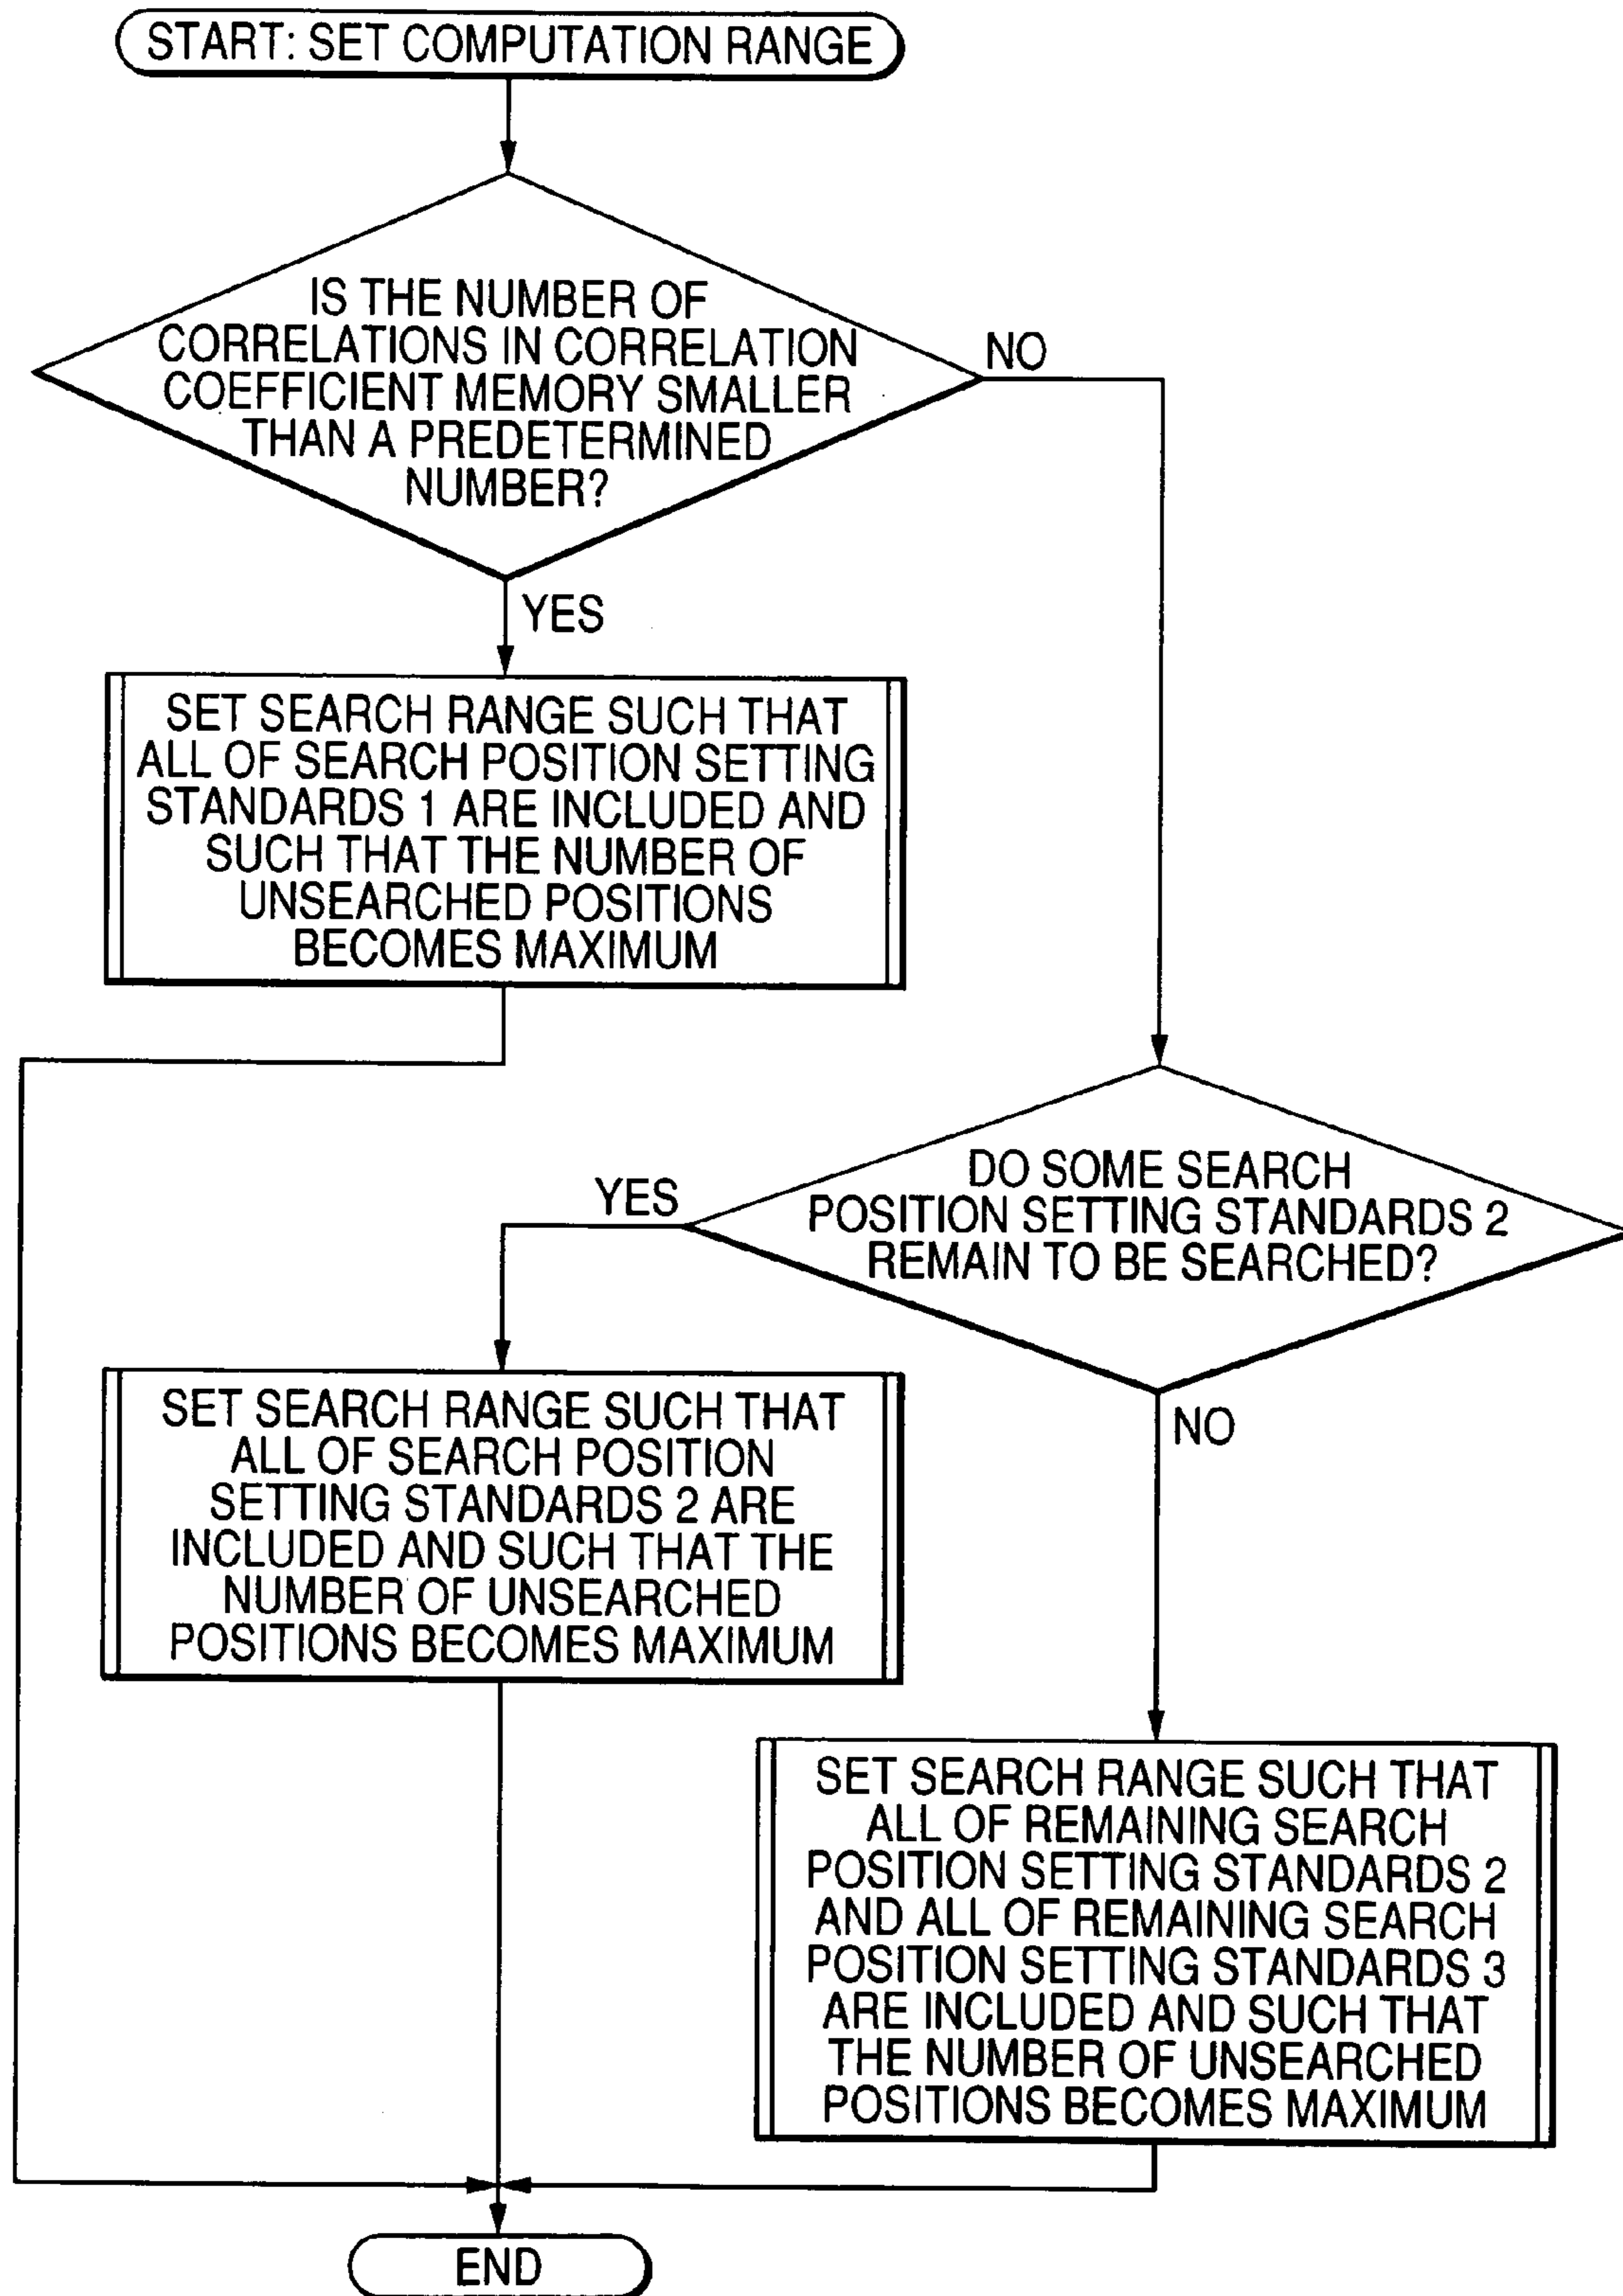 START: SET COMPUTATION RANGE
IS THE NUMBER OF
CORRELATIONS IN CORRELATION
COEFFICIENT MEMORY SMALLER
THAN A PREDETERMINED
NUMBER?
NO
YES
SET SEARCH RANGE SUCH THAT
ALL OF SEARCH POSITION SETTING
STANDARDS 1 ARE INCLUDED AND
SUCH THAT THE NUMBER OF
UNSEARCHED POSITIONS
BECOMES MAXIMUM
DO SOME SEARCH
POSITION SETTING STANDARDS 2
REMAIN TO BE SEARCHED?
YES
NO
SET SEARCH RANGE SUCH THAT
ALL OF SEARCH POSITION
SETTING STANDARDS 2 ARE
INCLUDED AND SUCH THAT THE
NUMBER OF UNSEARCHED
POSITIONS BECOMES MAXIMUM
SET SEARCH RANGE SUCH THAT
ALL OF REMAINING SEARCH
POSITION SETTING STANDARDS 2
AND ALL OF REMAINING SEARCH
POSITION SETTING STANDARDS 3
ARE INCLUDED AND SUCH THAT
THE NUMBER OF UNSEARCHED
POSITIONS BECOMES MAXIMUM
END